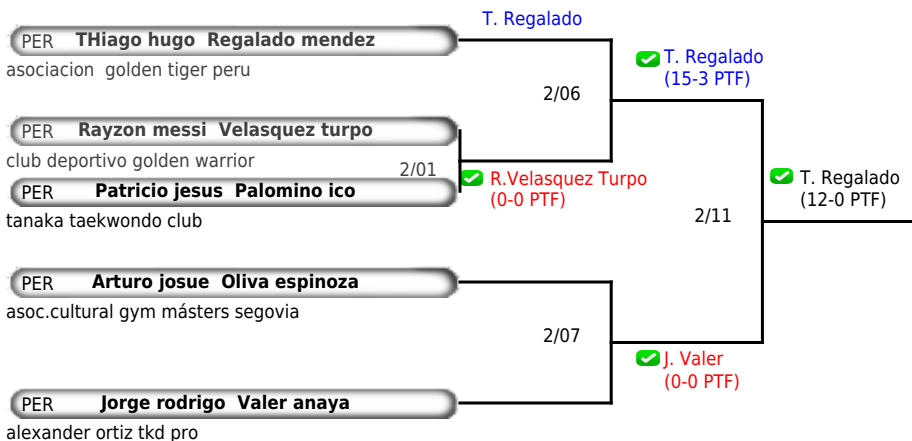 T. Regalado
PER THiago hugo Regalado mendez
asociacion golden tiger peru
T. Regalado
(15-3 PTF)
2/06
PER Rayzon messi Velasquez turpo
club deportivo golden warrior
2/01
PER Patricio jesus Palomino ico
tanaka taekwondo club
R.Velasquez Turpo
(0-0 PTF)
T. Regalado
(12-0 PTF)
2/11
PER Arturo josue Oliva espinoza
asoc.cultural gym másters segovia
2/07
J. Valer
(0-0 PTF)
PER Jorge rodrigo Valer anaya
alexander ortiz tkd pro